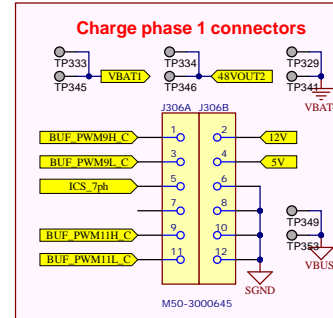 Charge phase 1 connectors
TP333 TP334 TP329
TP345 VBAT1 TP346 48VOUT2 TP341
VBAT-
J306A J306B
BUF_PWM9H_C 1 2 12V
BUF_PWM9L_C 3 4 5V
ICS_7ph 5 6
7 8
BUF_PWM11H_C 9 10
BUF_PWM11L_C 11 12
TP349
TP353
VBUS
SGND
M50-3000645